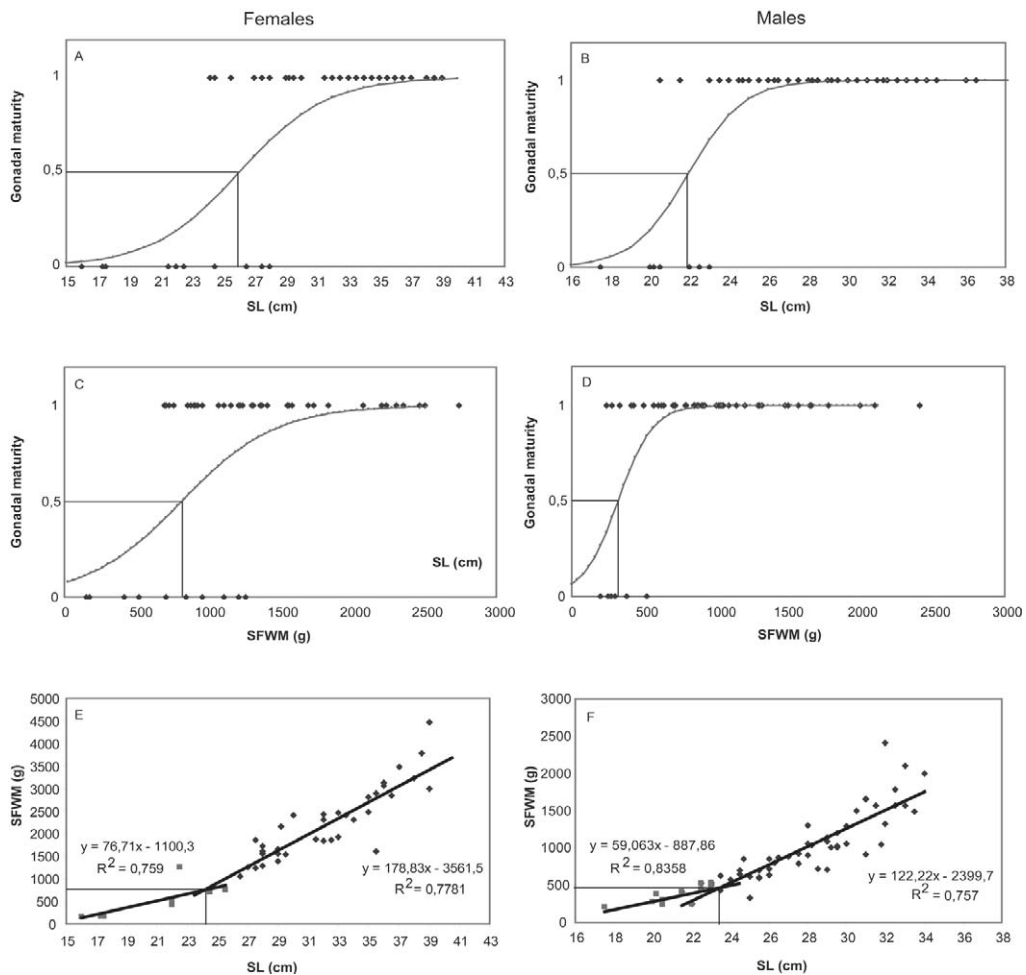 Females Males
A
Gonadal maturity
1
0,5
0
15 17 19 21 23 25 26 29 31 33 35 37 39 41 43
SL (cm)
B
Gonadal maturity
1
0,5
0
16 18 20 22 24 26 28 30 32 34 36 38
SL (cm)
C
Gonadal maturity
1
0,5
0
SL (cm)
0 500 1000 1500 2000 2500 3000
SFWM (g)
D
Gonadal maturity
1
0,5
0
0 500 1000 1500 2000 2500 3000
SFWM (g)
E
SFWM (g)
5000
4500
4000
3500
3000
2500
2000
1500
1000
500
0
y = 76,71x - 1100,3
R² = 0,759
178,83x - 3561,5
R² = 0,7781
15 17 19 21 23 25 27 29 31 33 35 37 39 41 43
SL (cm)
F
SFWM (g)
3000
2500
2000
1500
1000
500
0
y = 59,063x - 887,86
R² = 0,8358
y = 122,22x - 2399,7
R² = 0,757
16 18 20 22 24 26 28 30 32 34 36 38
SL (cm)